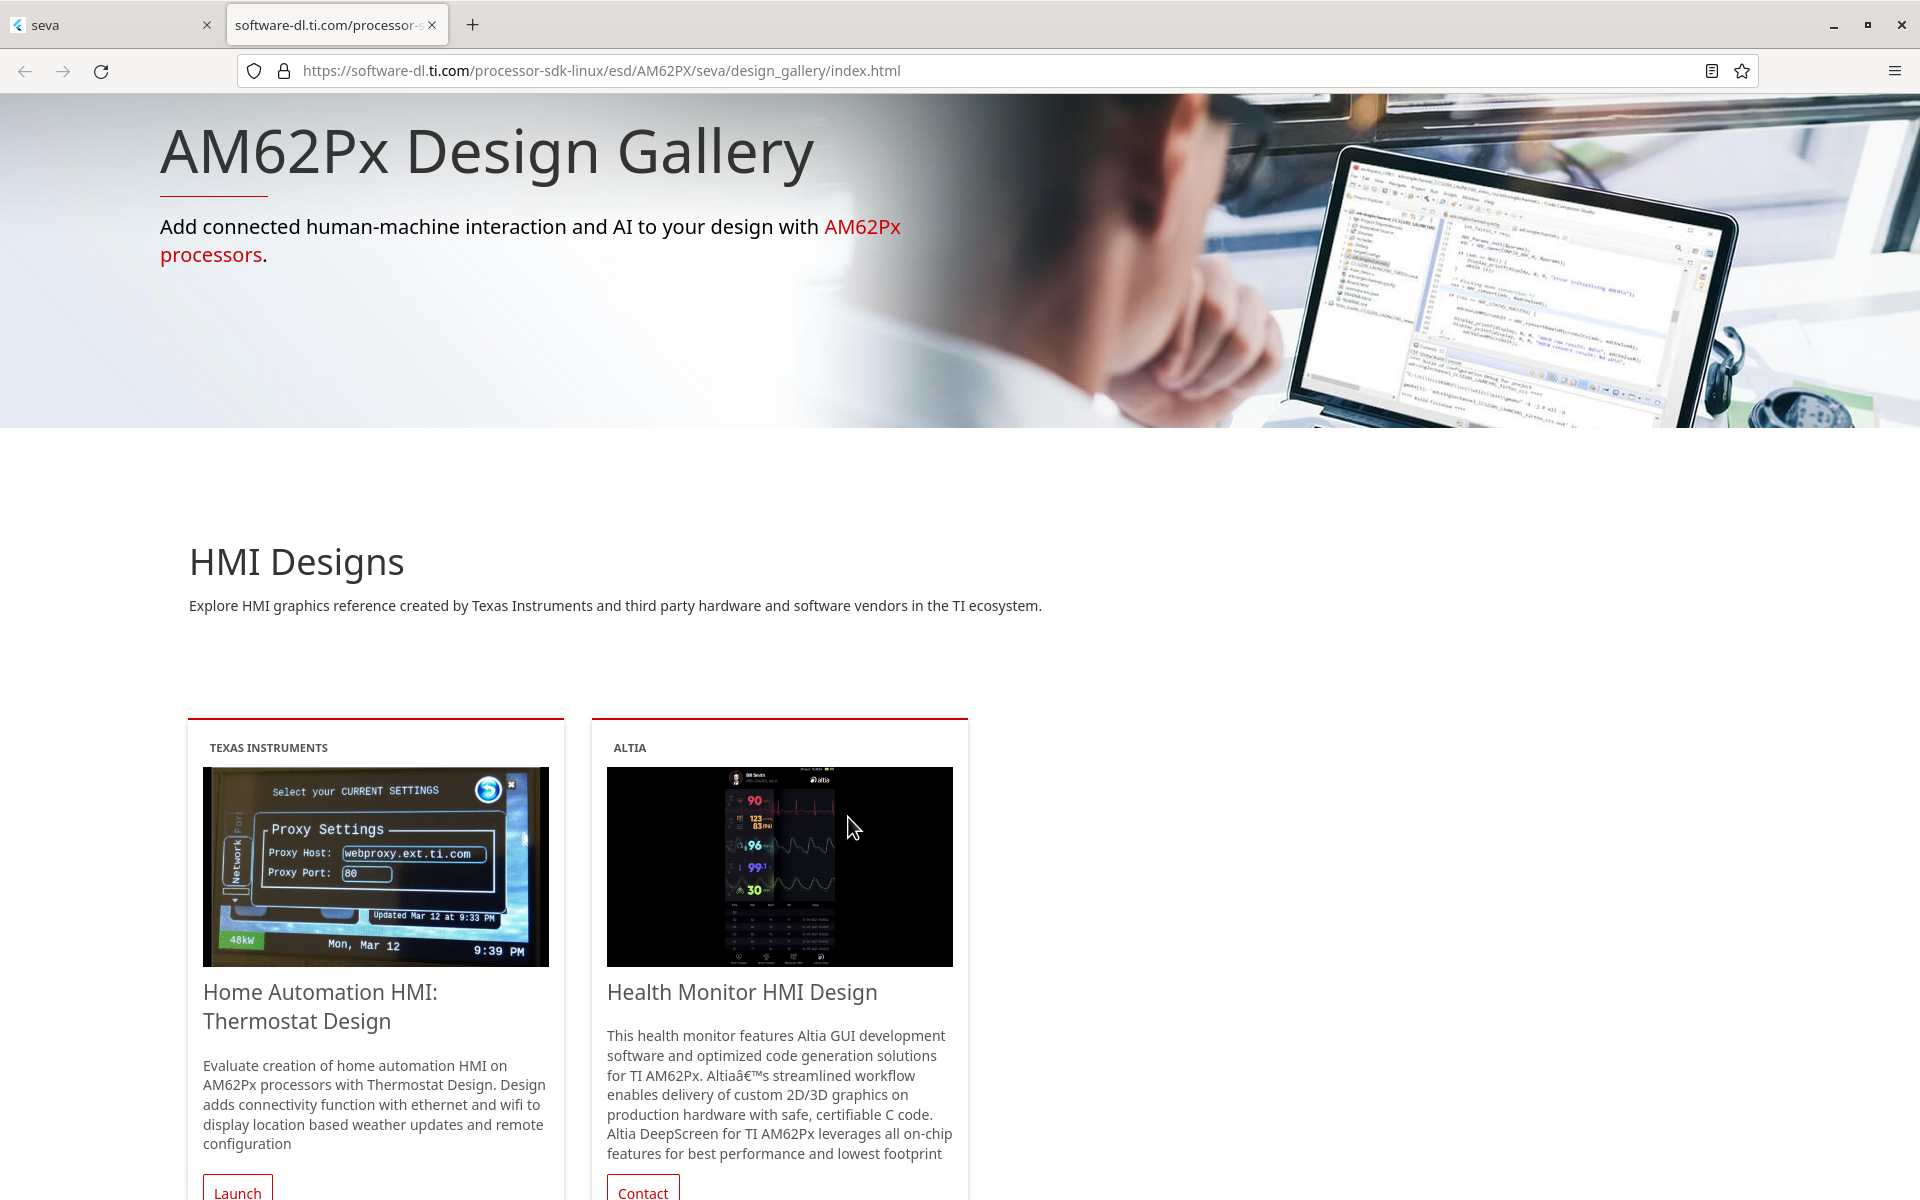 seva
software-dl.ti.com/processor-s
https://software-dl.ti.com/processor-sdk-linux/esd/AM62PX/seva/design_gallery/index.html
AM62Px Design Gallery
Add connected human-machine interaction and AI to your design with AM62Px
processors.
HMI Designs
Explore HMI graphics reference created by Texas Instruments and third party hardware and software vendors in the TI ecosystem.
TEXAS INSTRUMENTS
Select your CURRENT SETTINGS
Proxy Settings
Proxy Host: webproxy.ext.ti.com
Proxy Port: 80
Network
Updated Mar 12 at 9:33 PM
48kW
Mon, Mar 12
9:39 PM
Home Automation HMI:
Thermostat Design
Evaluate creation of home automation HMI on
AM62Px processors with Thermostat Design. Design
adds connectivity function with ethernet and wifi to
display location based weather updates and remote
configuration
Launch
ALTIA
Bill Smith
altia
90
123
83(96)
96
99.1
30
Health Monitor HMI Design
This health monitor features Altia GUI development
software and optimized code generation solutions
for TI AM62Px. Altiaâ€™s streamlined workflow
enables delivery of custom 2D/3D graphics on
production hardware with safe, certifiable C code.
Altia DeepScreen for TI AM62Px leverages all on-chip
features for best performance and lowest footprint
Contact